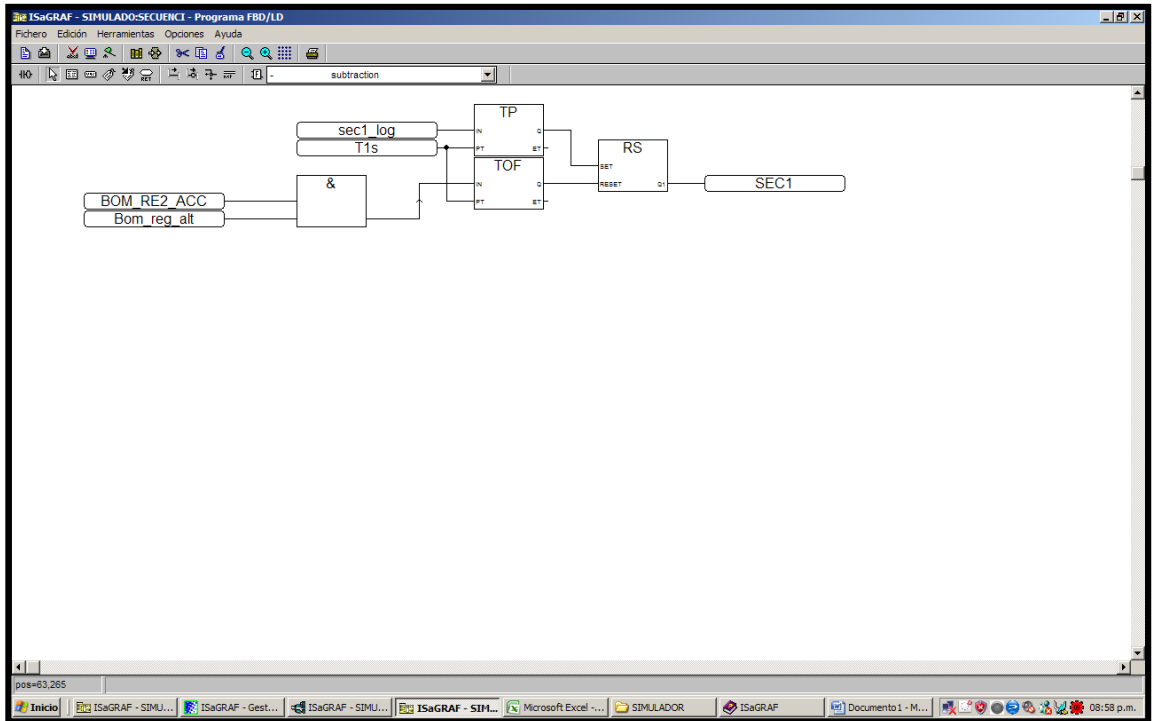 ISaGRAF - SIMULADO:SECUENCI - Programa FBD/LD
Fichero Edición Herramientas Opciones Ayuda
- subtraction
TP
sec1_log
IN Q
T1s
PT ET
RS
TOF
SET
&
IN Q
RESET Q1
SEC1
BOM_RE2_ACC
PT ET
Bom_reg_alt
pos=63,265
Inicio ISaGRAF - SIMU... ISaGRAF - Gest... ISaGRAF - SIMU... ISaGRAF - SIM... Microsoft Excel -... SIMULADOR ISaGRAF Documento1 - M... 08:58 p.m.